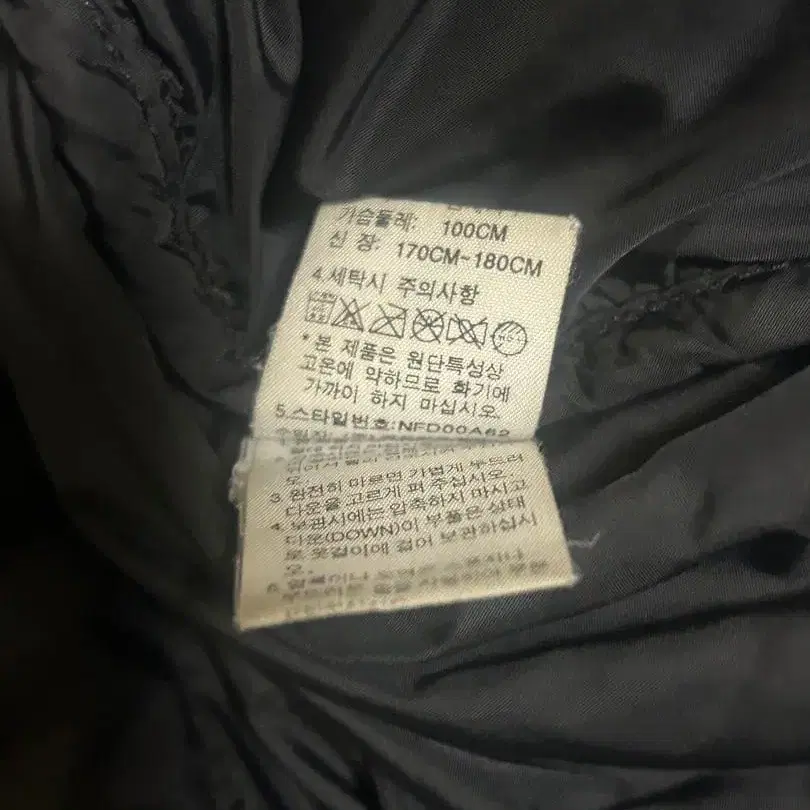 가슴둘레: 100CM
신 장: 170CM~180CM
4.세탁시 주의사항
*본 제품은 원단특성상
고온에 약하므로 화기에
가까이 하지 마십시오.
5.스타일번호:NFD00A62
3. 완전히 마르면 가볍게 두드려
다운을 고르게 펴 주십시오.
4. 보관시에는 압축하지 마시고
다운(DOWN)이 부풀은 상태
로 옷걸이에 걸어 보관하십시
오.